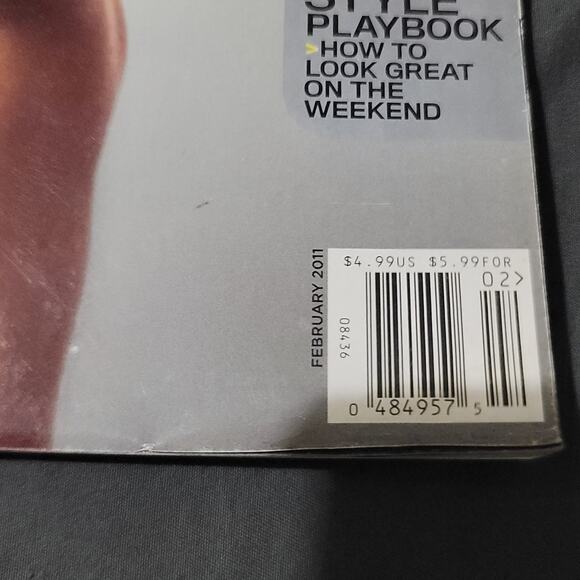 STYLE
PLAYBOOK
>HOW TO
LOOK GREAT
ON THE
WEEKEND
FEBRUARY 2011
$4.99US $5.99FOR
02>
08436
0 484957 5